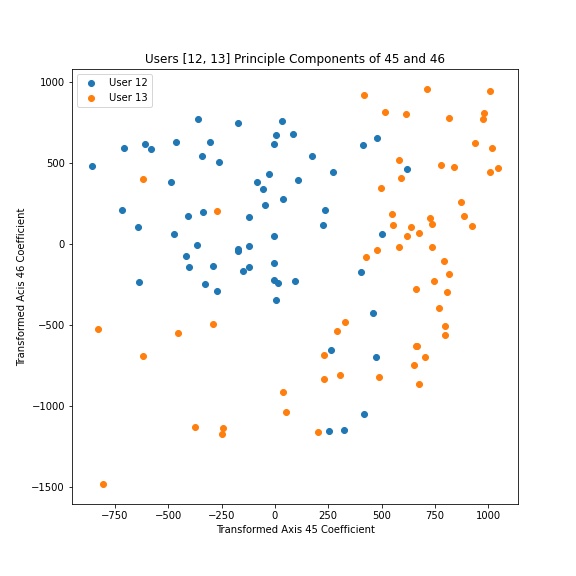 Users [12, 13] Principle Components of 45 and 46
User 12
User 13
1000
500
0
−500
−1000
−1500
Transformed Acis 46 Coefficient
−750
−500
−250
0
250
500
750
1000
Transformed Axis 45 Coefficient